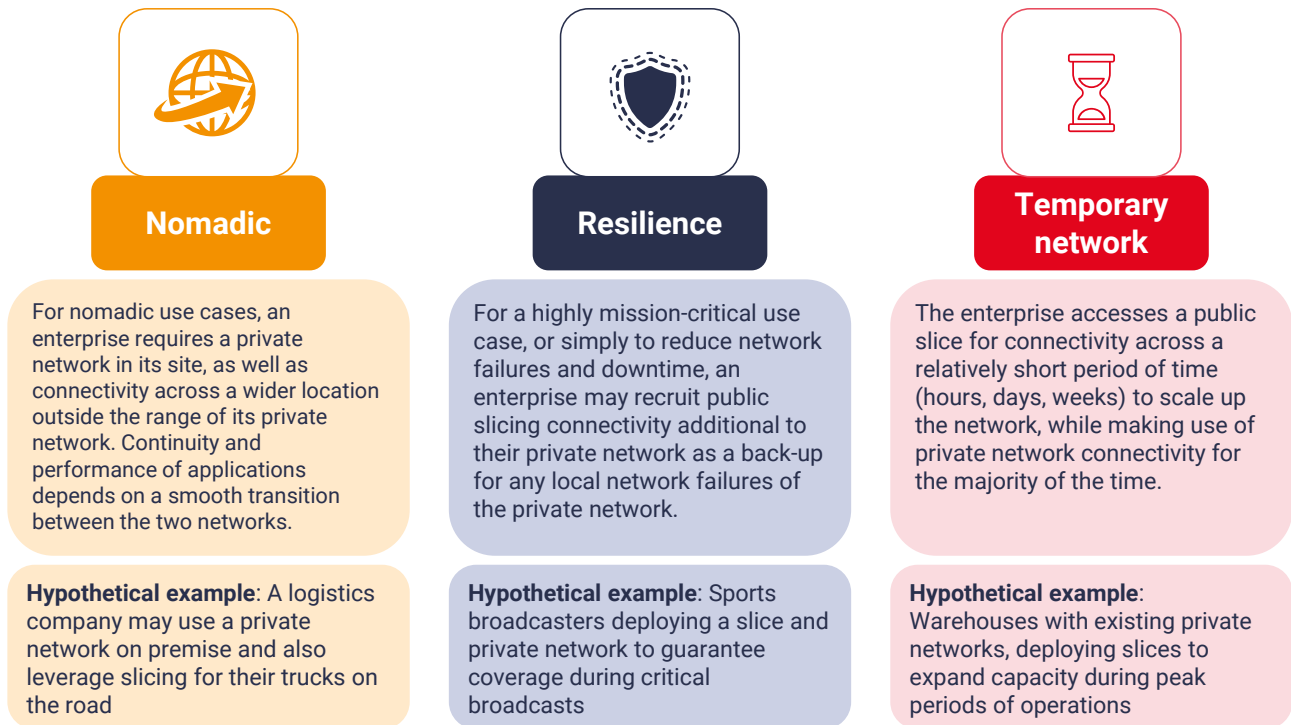 Nomadic
For nomadic use cases, an
enterprise requires a private
network in its site, as well as
connectivity across a wider location
outside the range of its private
network. Continuity and
performance of applications
depends on a smooth transition
between the two networks.
Hypothetical example: A logistics
company may use a private
network on premise and also
leverage slicing for their trucks on
the road
Resilience
For a highly mission-critical use
case, or simply to reduce network
failures and downtime, an
enterprise may recruit public
slicing connectivity additional to
their private network as a back-up
for any local network failures of
the private network.
Hypothetical example: Sports
broadcasters deploying a slice and
private network to guarantee
coverage during critical
broadcasts
Temporary
network
The enterprise accesses a public
slice for connectivity across a
relatively short period of time
(hours, days, weeks) to scale up
the network, while making use of
private network connectivity for
the majority of the time.
Hypothetical example:
Warehouses with existing private
networks, deploying slices to
expand capacity during peak
periods of operations